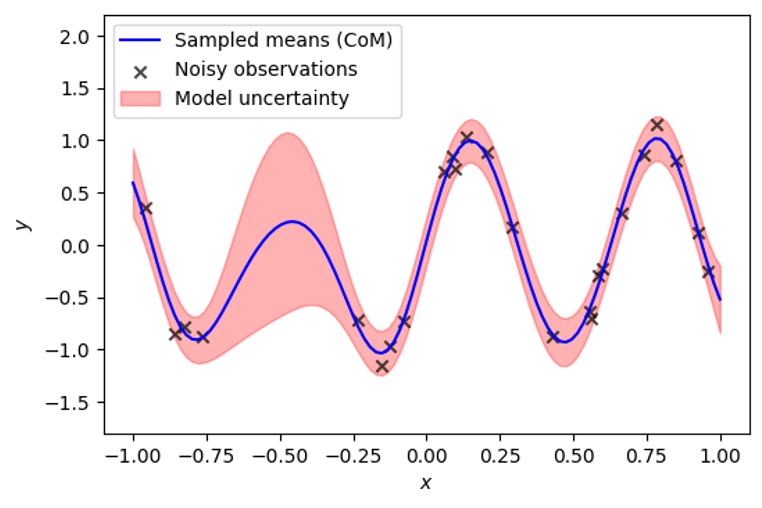 Sampled means (CoM)
Noisy observations
Model uncertainty
2.0
1.5
1.0
0.5
0.0
−0.5
−1.0
−1.5
y
−1.00 −0.75 −0.50 −0.25 0.00 0.25 0.50 0.75 1.00
x